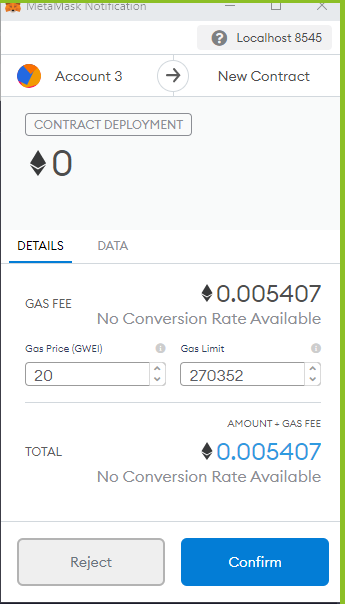 MetaMask Notification
Localhost 8545
Account 3
New Contract
CONTRACT DEPLOYMENT
0
DETAILS
DATA
GAS FEE
0.005407
No Conversion Rate Available
Gas Price (GWEI)
Gas Limit
20
270352
AMOUNT + GAS FEE
TOTAL
0.005407
No Conversion Rate Available
Reject
Confirm